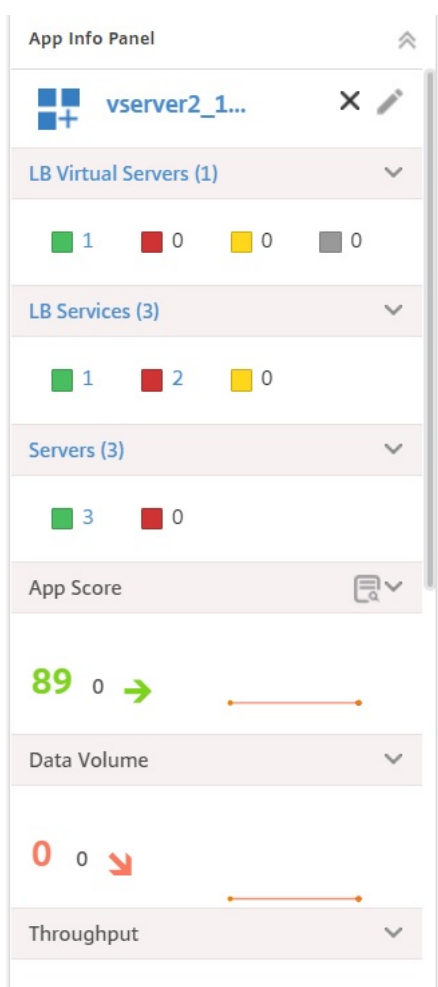 App Info Panel
vserver2_1...
LB Virtual Servers (1)
1 0 0 0
LB Services (3)
1 2 0
Servers (3)
3 0
App Score
89 0
Data Volume
0 0
Throughput